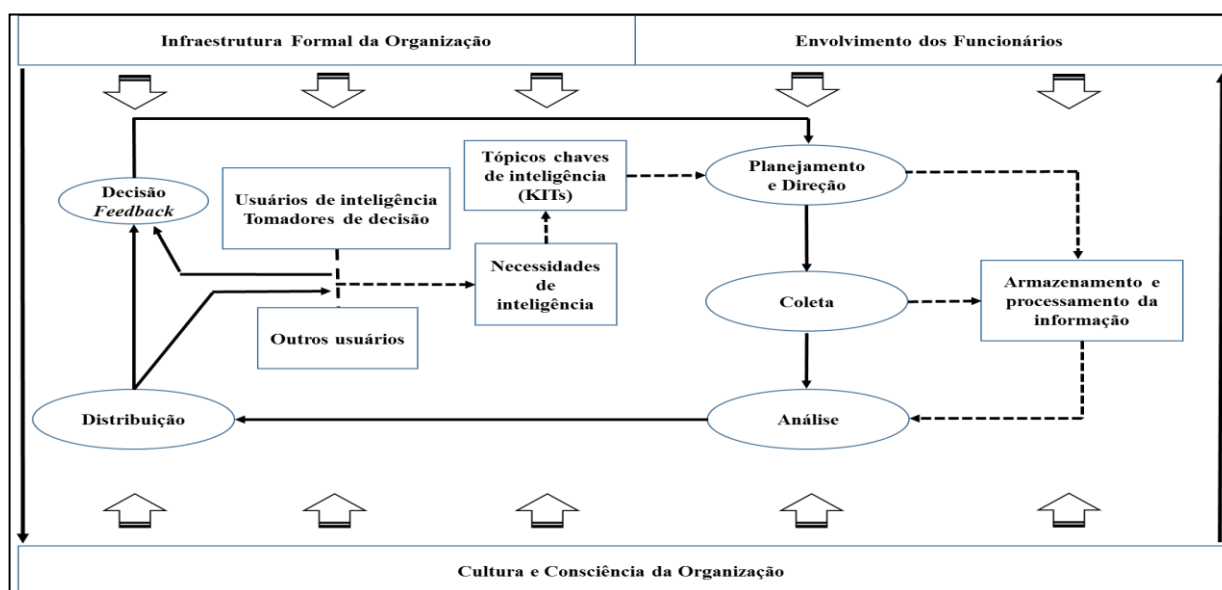 Infraestrutura Formal da Organização
Envolvimento dos Funcionários
Decisão
Feedback
Usuários de inteligência
Tomadores de decisão
Tópicos chaves
de inteligência
(KITs)
Planejamento
e Direção
Necessidades
de
inteligência
Coleta
Armazenamento e
processamento da
informação
Outros usuários
Distribuição
Análise
Cultura e Consciência da Organização